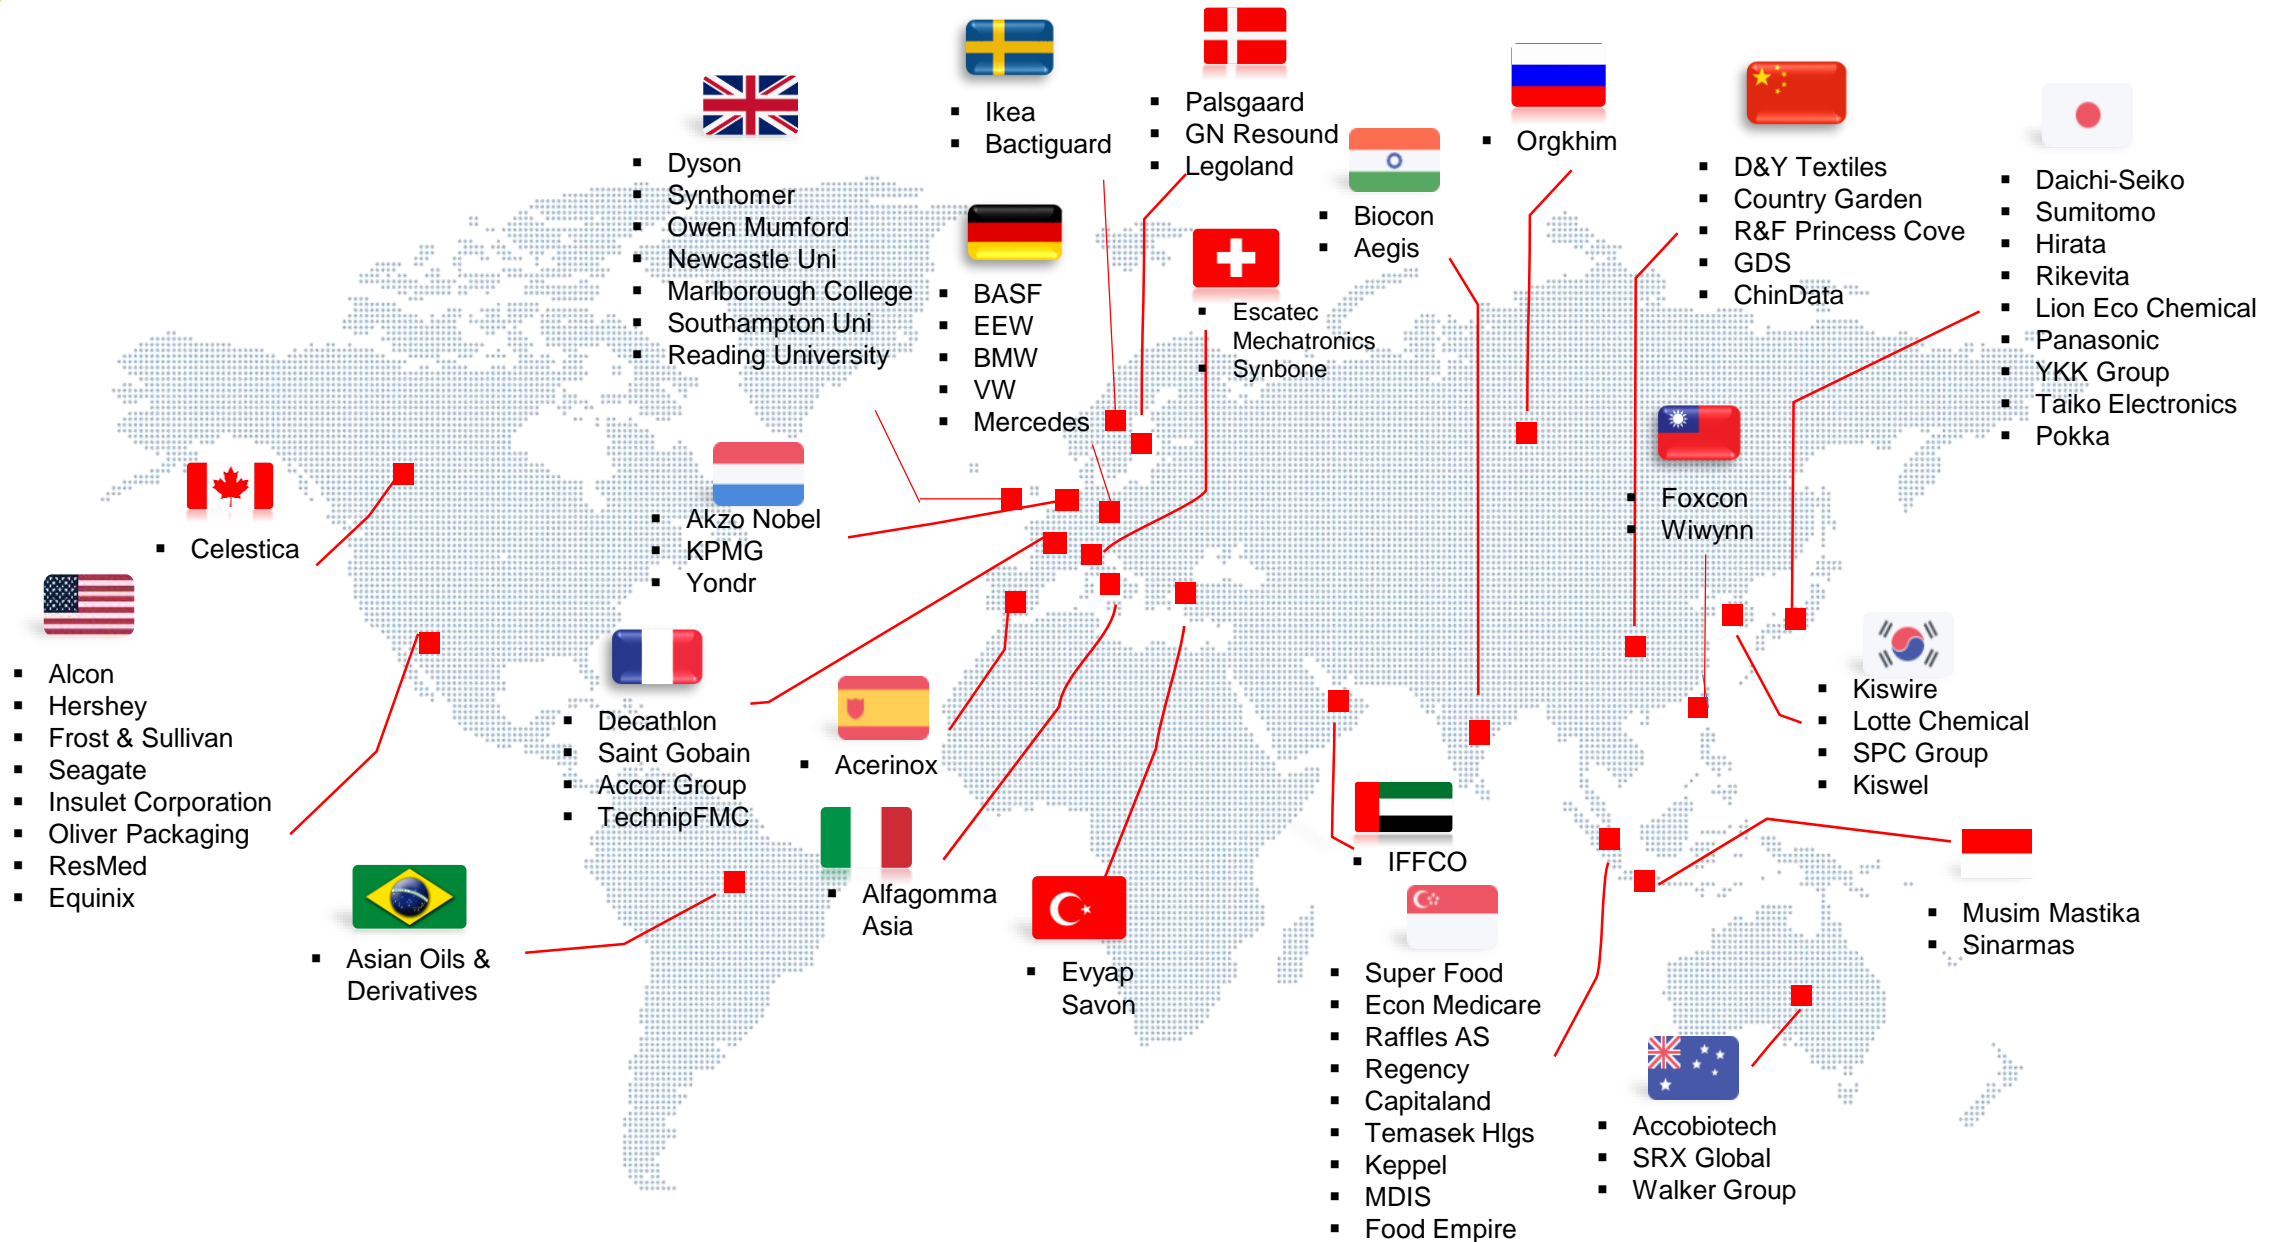 Ikea
Bactiguard
Palsgaard
GN Resound
Legoland
Orgkhim
Dyson
Synthomer
Owen Mumford
Newcastle Uni
Marlborough College
Southampton Uni
Reading University
Biocon
Aegis
D&Y Textiles
Country Garden
R&F Princess Cove
GDS
ChinData
Daichi-Seiko
Sumitomo
Hirata
Rikevita
Lion Eco Chemical
Panasonic
YKK Group
Taiko Electronics
Pokka
BASF
EEW
BMW
VW
Mercedes
Escatec
Mechatronics
Synbone
Akzo Nobel
KPMG
Yondr
Foxcon
Wiwynn
Celestica
Alcon
Hershey
Frost & Sullivan
Seagate
Insulet Corporation
Oliver Packaging
ResMed
Equinix
Decathlon
Saint Gobain
Accor Group
TechnipFMC
Acerinox
Kiswire
Lotte Chemical
SPC Group
Kiswel
Alfagomma
Asia
IFFCO
Asian Oils &
Derivatives
Evyap
Savon
Super Food
Econ Medicare
Raffles AS
Regency
Capitaland
Temasek Hlgs
Keppel
MDIS
Food Empire
Musim Mastika
Sinarmas
Accobiotech
SRX Global
Walker Group